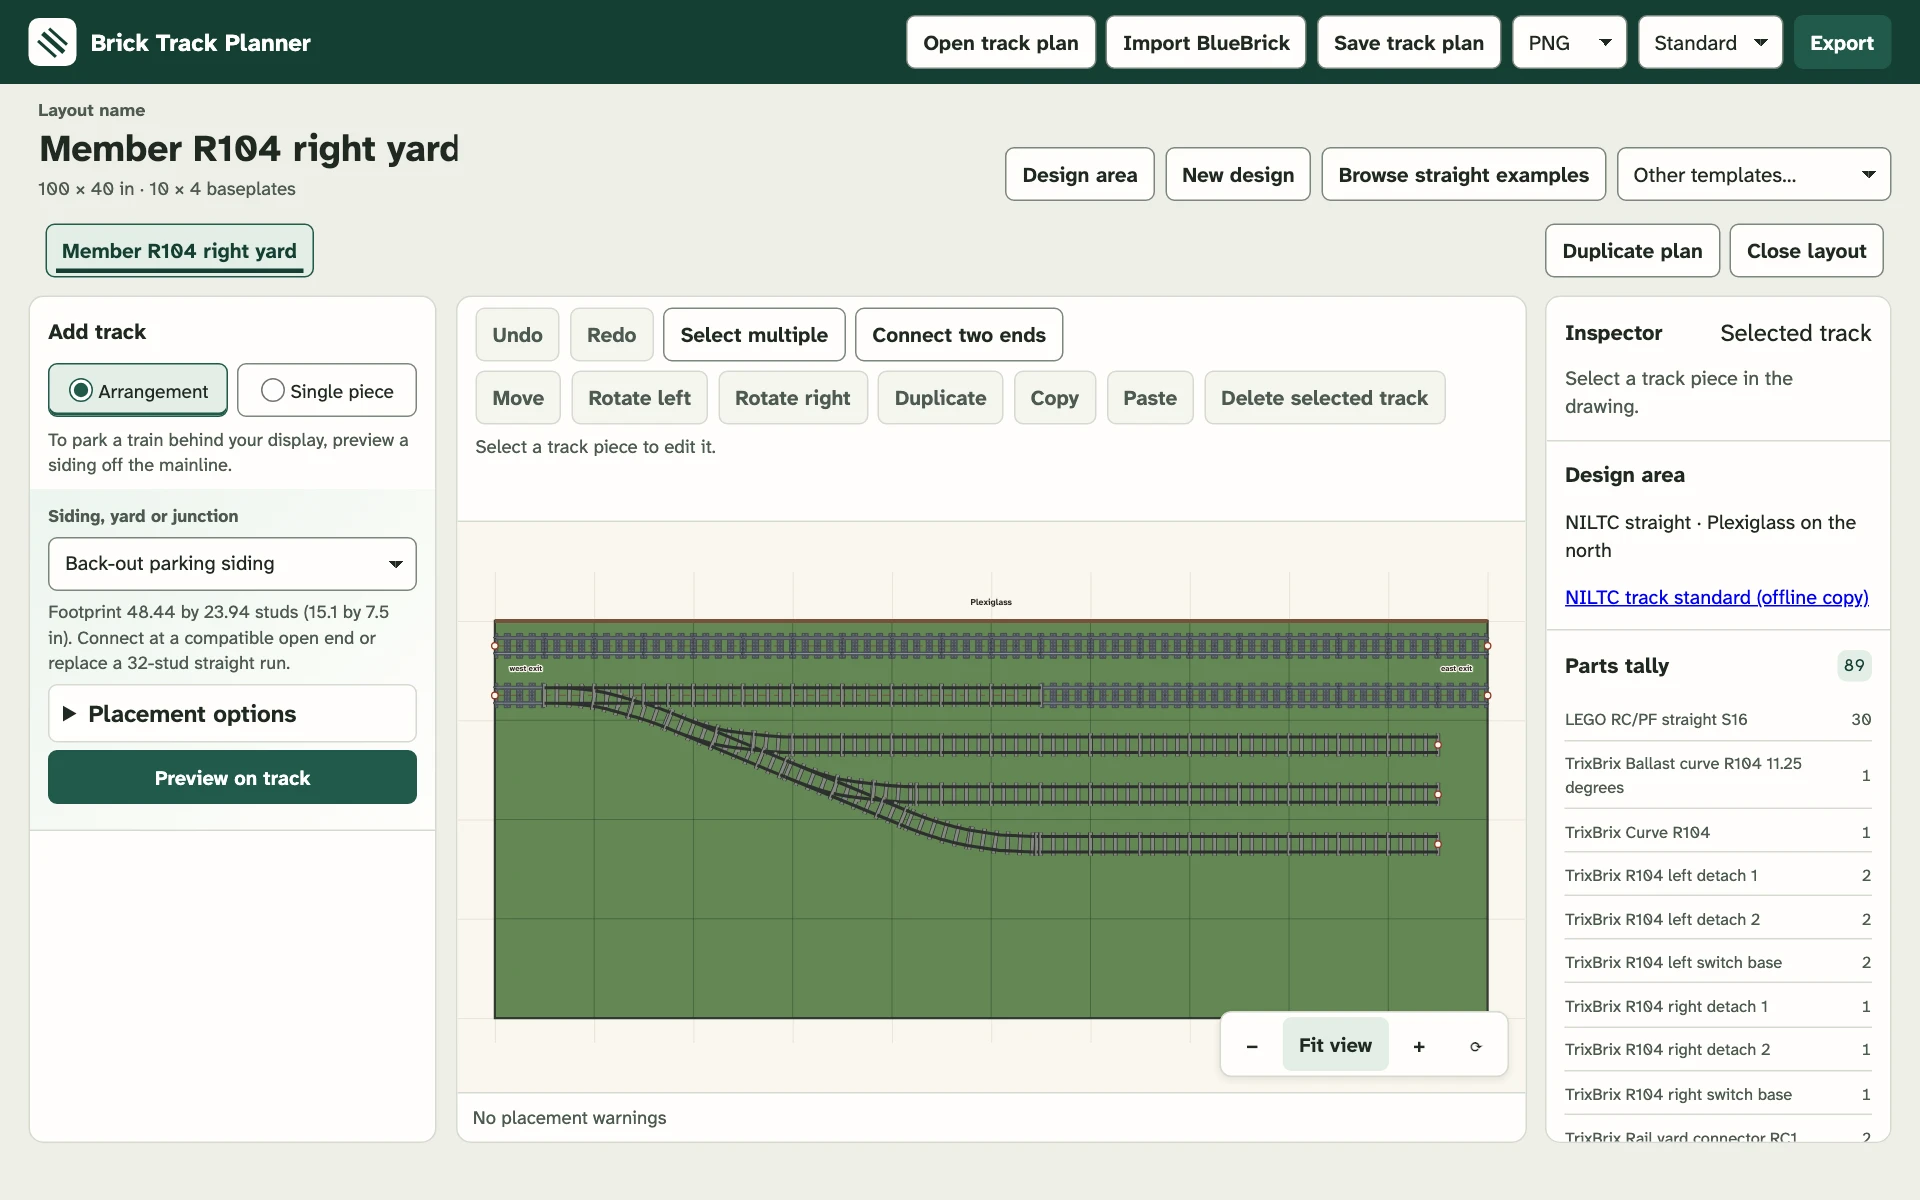 Brick Track Planner
Open track plan
Import BlueBrick
Save track plan
PNG
Standard
Export
Layout name
Member R104 right yard
100 × 40 in · 10 × 4 baseplates
Design area
New design
Browse straight examples
Other templates...
Member R104 right yard
Duplicate plan
Close layout
Add track
Arrangement
Single piece
To park a train behind your display, preview a
siding off the mainline.
Siding, yard or junction
Back-out parking siding
Footprint 48.44 by 23.94 studs (15.1 by 7.5
in). Connect at a compatible open end or
replace a 32-stud straight run.
Placement options
Preview on track
Undo
Redo
Select multiple
Connect two ends
Move
Rotate left
Rotate right
Duplicate
Copy
Paste
Delete selected track
Select a track piece to edit it.
Plexiglass
west exit
east exit
−
Fit view
+
No placement warnings
Inspector
Selected track
Select a track piece in the
drawing.
Design area
NILTC straight · Plexiglass on the
north
NILTC track standard (offline copy)
Parts tally
89
LEGO RC/PF straight S16 30
TrixBrix Ballast curve R104 11.25
degrees 1
TrixBrix Curve R104 1
TrixBrix R104 left detach 1 2
TrixBrix R104 left detach 2 2
TrixBrix R104 left switch base 2
TrixBrix R104 right detach 1 1
TrixBrix R104 right detach 2 1
TrixBrix R104 right switch base 1
TrixBrix Rail yard connector RC1 2